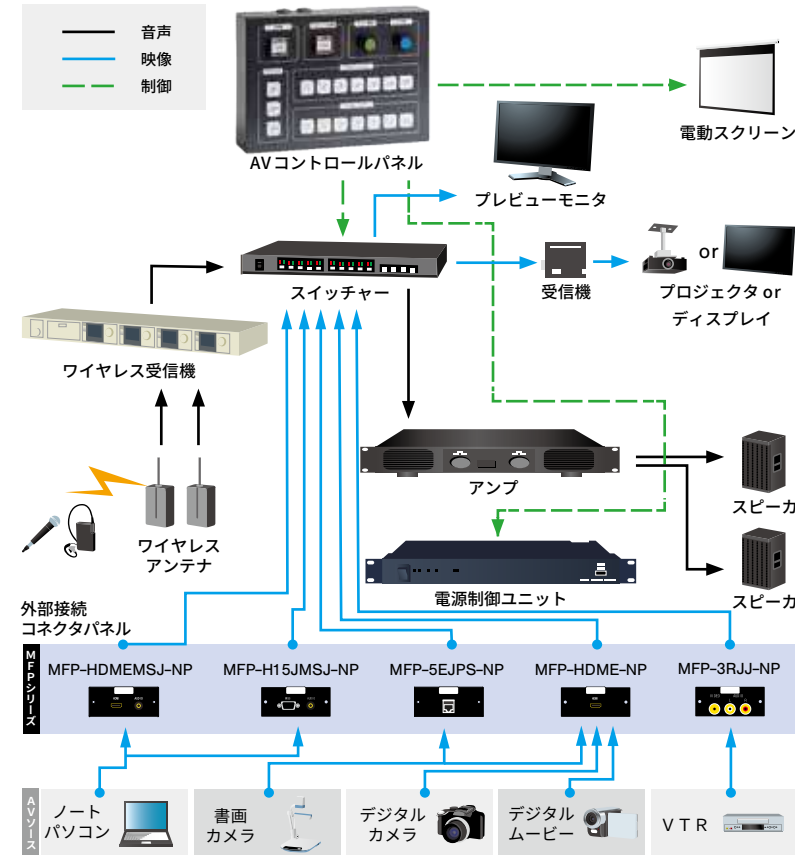 音声
映像
制御
AVコントロールパネル
電動スクリーン
プレビューモニタ
スイッチャー
受信機
or
プロジェクタ or
ディスプレイ
ワイヤレス受信機
アンプ
スピーカ
ワイヤレス
アンテナ
電源制御ユニット
スピーカ
外部接続
コネクタパネル
MFPシリーズ
MFP-HDMEMSJ-NP
MFP-H15JMSJ-NP
MFP-5EJPS-NP
MFP-HDME-NP
MFP-3RJJ-NP
AVソース
ノート
パソコン
書画
カメラ
デジタル
カメラ
デジタル
ムービー
VTR